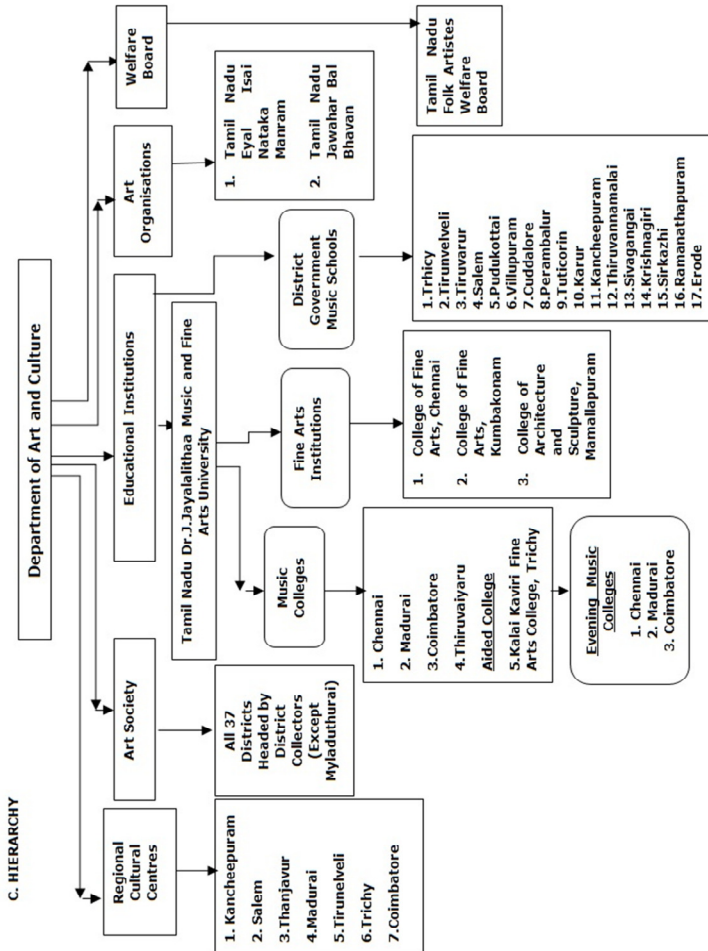 C. HIERARCHY
Department of Art and Culture
Regional
Cultural
Centres
Art Society
Educational Institutions
Art
Organisations
Welfare
Board
1. Kancheepuram
2. Salem
3.Thanjavur
4.Madurai
5.Tirunelveli
6.Trichy
7.Coimbatore
All 37
Districts
Headed by
District
Collectors
(Except
Myladuthurai)
Tamil Nadu Dr.J.Jayalalithaa Music and Fine
Arts University
Music
Colleges
Fine Arts
Institutions
District
Government
Music Schools
1. Tamil Nadu
Eyal Isai
Nataka
Manram
2. Tamil Nadu
Jawahar Bal
Bhavan
Tamil Nadu
Folk Artistes
Welfare
Board
1. Chennai
2. Madurai
3.Coimbatore
4.Thiruvaiyaru
Aided College
5.Kalai Kaviri Fine
Arts College, Trichy
1. College of Fine
Arts, Chennai
2. College of Fine
Arts,
Kumbakonam
3. College of
Architecture
and
Sculpture,
Mamallapuram
1.Trhicy
2.Tirunvelveli
3.Tiruvarur
4.Salem
5.Pudukottai
6.Villupuram
7.Cuddalore
8.Perambalur
9.Tuticorin
10.Karur
11.Kancheepuram
12.Thiruvannamalai
13.Sivagangai
14.Krishnagiri
15.Sirkazhi
16.Ramanathapuram
17.Erode
Evening Music
Colleges
1. Chennai
2. Madurai
3. Coimbatore